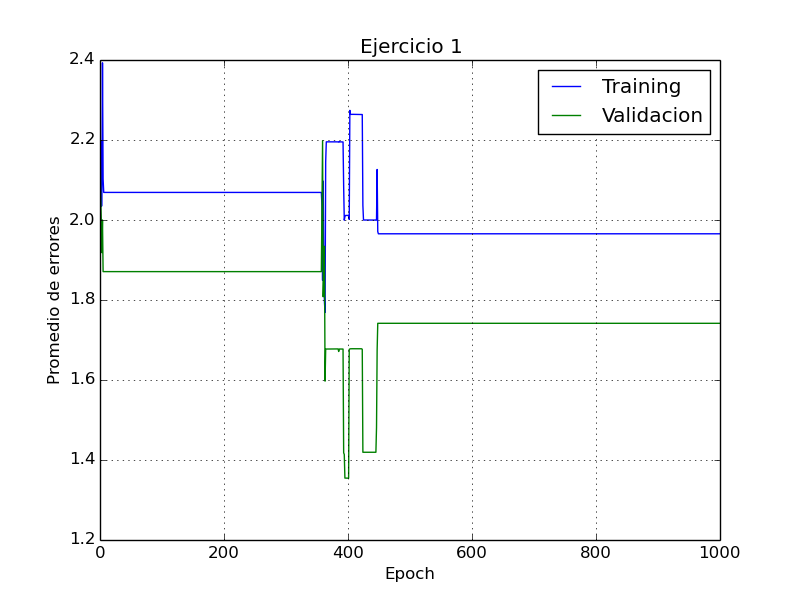 Ejercicio 1
Training
Validacion
Promedio de errores
2.4
2.2
2.0
1.8
1.6
1.4
1.2
0 200 400 600 800 1000
Epoch